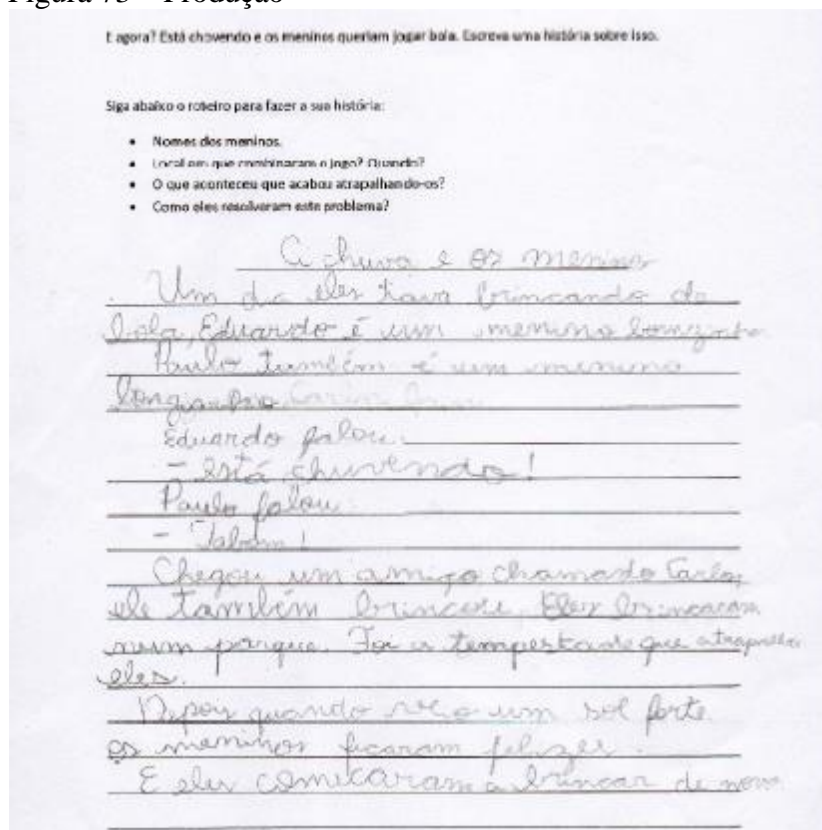 Figura 75 – Produção
E agora? Está chovendo e os meninos queriam jogar bola. Escreva uma história sobre isso.
Siga abaixo o roteiro para fazer a sua história:
• Nomes dos meninos.
• Local em que combinaram o jogo? Quando?
• O que aconteceu que acabou atrapalhando-os?
• Como eles resolveram este problema?
A chuva e os meninos
Um dia eles tava brincando de
bola, Eduardo é um menino bomzinho
Paulo também é um menino
bonzinho
Eduardo falou:
- está chuvendo!
Paulo falou:
- Tabom!
Chegou um amigo chamado Carlos,
ele também brincou. Eles brincaram
num parque. Foi a tempestade que atrapalhou
eles.
Depois quando veio um sol forte
os meninos ficaram felizes.
E eles comecaram a brincar de novo